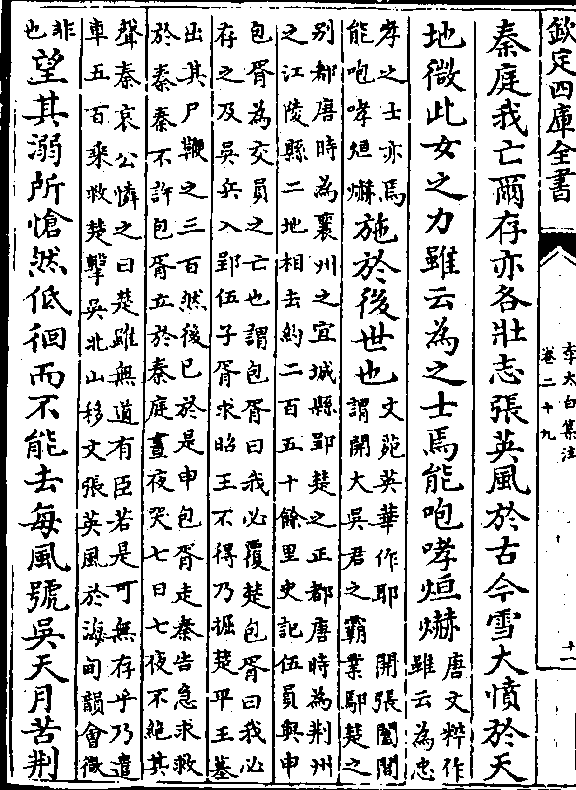 欽定四庫全書
李太白集注
卷二十九
十一
秦庭我亡爾存亦各壯志張英風於古今雪大憤於天
地微此女之力雖云為之士焉能咆哮烜爀
唐文粹作
雖云為忠
孝之士亦焉
能咆哮烜爀
施於後世也
文苑英華作耶 開張闔閭
謂開大吳君之霸業鄢楚之
別都唐時為襄州之宜城縣郢楚之正都唐時為荆州
之江陵縣二地相去約二百五十餘里史記伍員與申
包胥為交員之亡也謂包胥曰我必覆楚包胥曰我必
存之及吳兵入郢伍子胥求昭王不得乃掘楚平王墓
出其尸鞭之三百然後已於是申包胥走秦告急求救
於秦秦不許包胥立於秦庭晝夜哭七日七夜不絕其
聲秦哀公憐之曰楚雖無道有臣若是可無存乎乃遣
車五百乘救楚擊吳北山移文張英風於海甸韻會微
非
也
望其溺所愴然低徊而不能去每風號吳天月苦荆